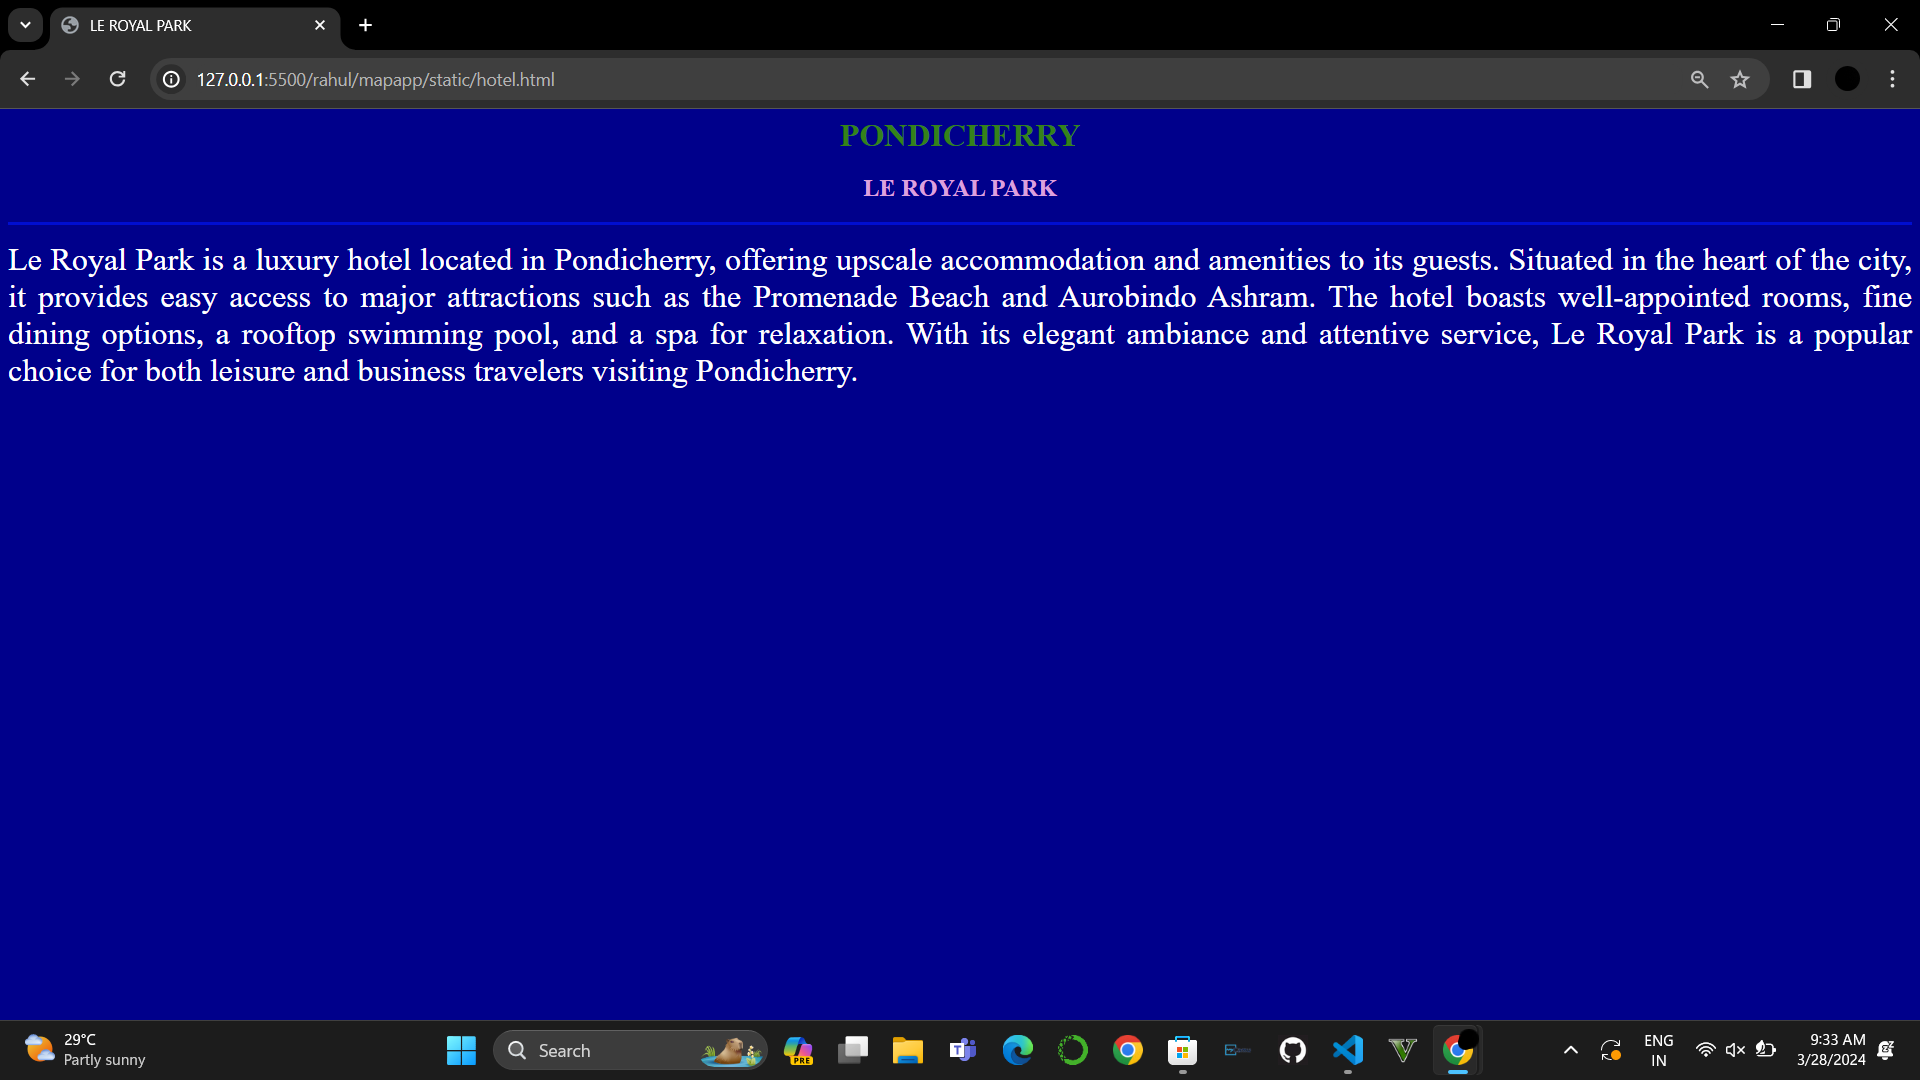 LE ROYAL PARK
127.0.0.1:5500/rahul/mapapp/static/hotel.html
PONDICHERRY
LE ROYAL PARK
Le Royal Park is a luxury hotel located in Pondicherry, offering upscale accommodation and amenities to its guests. Situated in the heart of the city,
it provides easy access to major attractions such as the Promenade Beach and Aurobindo Ashram. The hotel boasts well-appointed rooms, fine
dining options, a rooftop swimming pool, and a spa for relaxation. With its elegant ambiance and attentive service, Le Royal Park is a popular
choice for both leisure and business travelers visiting Pondicherry.
29°C
Partly sunny
Search
PRE
ENG
IN
9:33 AM
3/28/2024